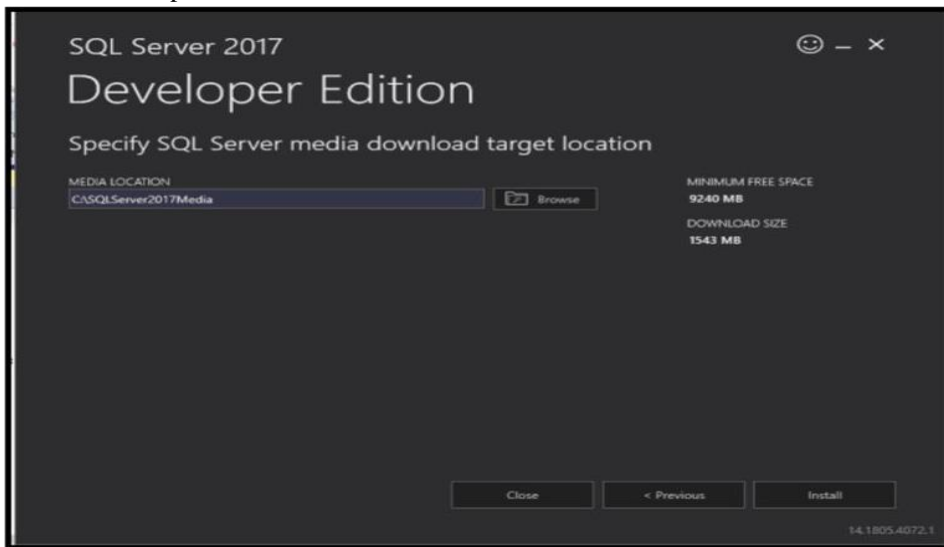 SQL Server 2017
Developer Edition
Specify SQL Server media download target location
MEDIA LOCATION
C:\SQLServer2017Media
Browse
MINIMUM FREE SPACE
9240 MB
DOWNLOAD SIZE
1543 MB
Close
< Previous
Install
14.1805.4072.1